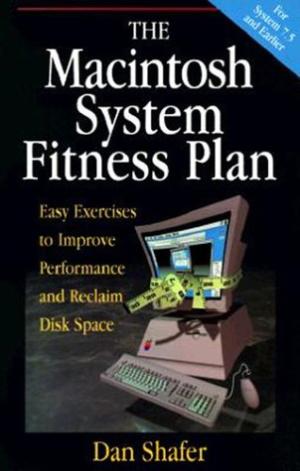 For
System 7.5
and Earlier
THE
Macintosh
System
Fitness Plan
Easy Exercises
to Improve
Performance
and Reclaim
Disk Space
Dan Shafer